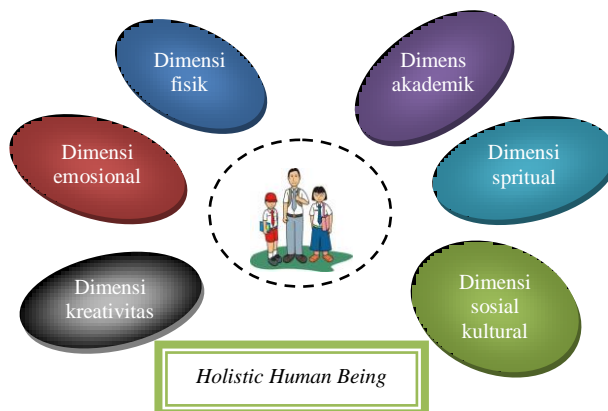 Dimensi
fisik
Dimens
akademik
Dimensi
emosional
Dimensi
spritual
Dimensi
kreativitas
Dimensi
sosial
kultural
Holistic Human Being